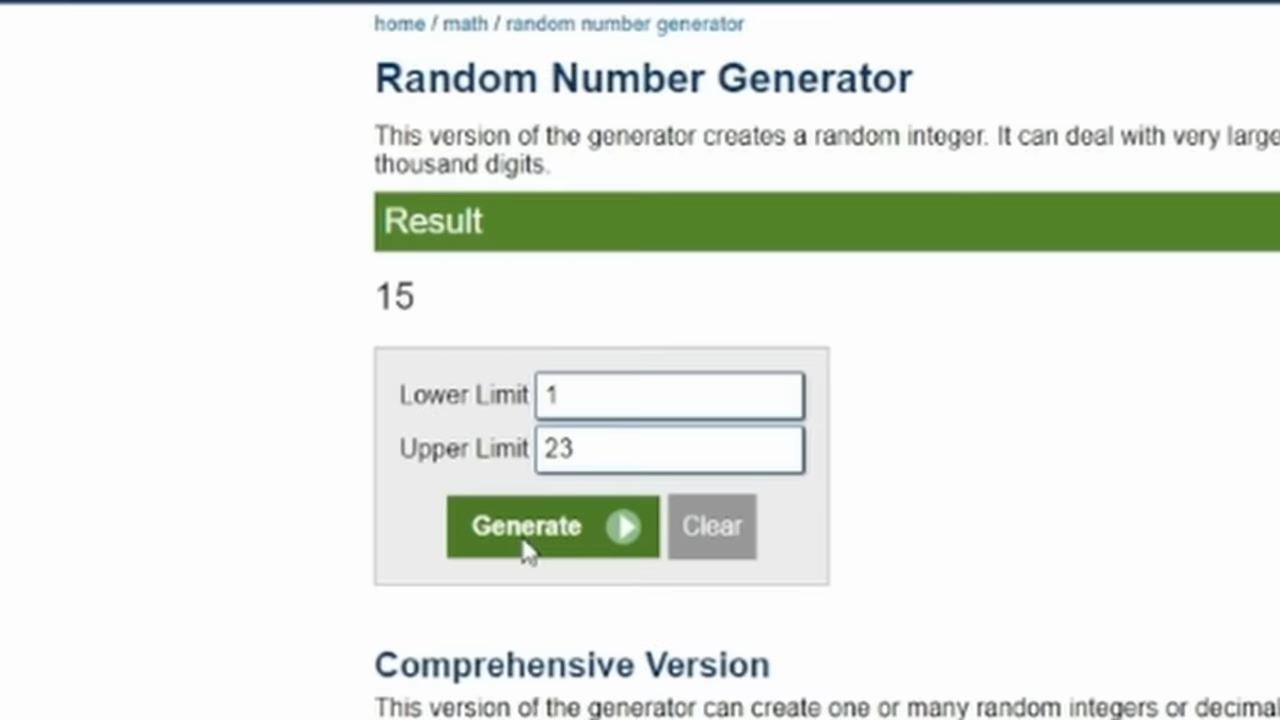 home / math / random number generator
Random Number Generator
This version of the generator creates a random integer. It can deal with very large
thousand digits.
Result
15
Lower Limit 1
Upper Limit 23
Generate Clear
Comprehensive Version
This version of the generator can create one or many random integers or decimal